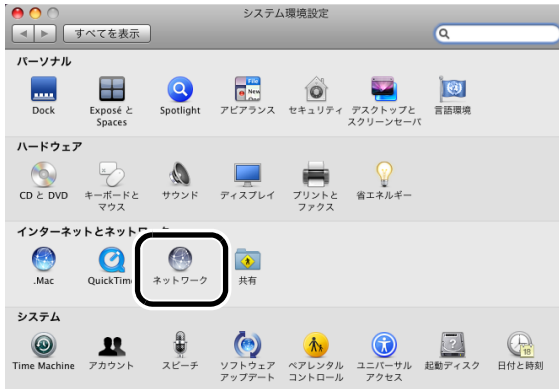 システム環境設定
すべてを表示
パーソナル
Dock
Exposé と
Spaces
Spotlight
File
New
アピアランス
セキュリティ
デスクトップと
スクリーンセーバ
言語環境
ハードウェア
CD と DVD
キーボードと
マウス
サウンド
ディスプレイ
プリントと
ファクス
省エネルギー
インターネットとネットワーク
.Mac
QuickTime
ネットワーク
共有
システム
Time Machine
アカウント
スピーチ
ソフトウェア
アップデート
ペアレンタル
コントロール
ユニバーサル
アクセス
起動ディスク
18
日付と時刻